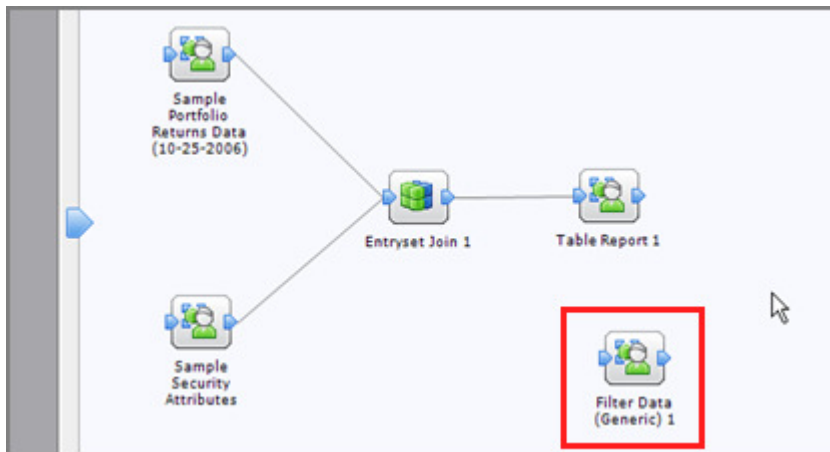 Sample
Portfolio
Returns Data
(10-25-2006)
Entryset Join 1
Table Report 1
Sample
Security
Attributes
Filter Data
(Generic) 1